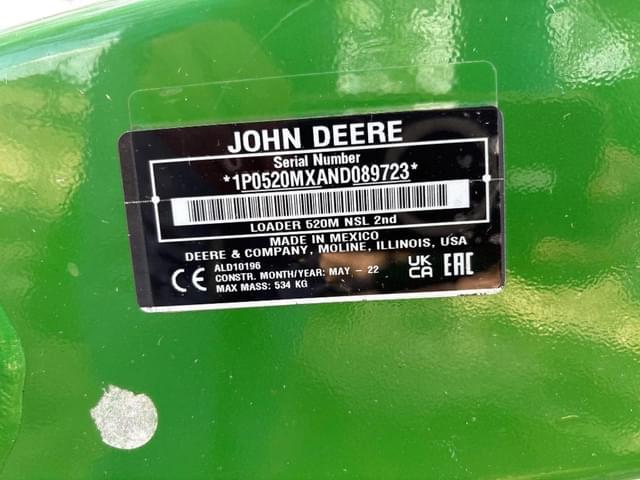 JOHN DEERE
Serial Number
*1P0520MXAND089723*
LOADER 520M NSL 2nd
MADE IN MEXICO
DEERE & COMPANY, MOLINE, ILLINOIS, USA
ALD10196
CONSTR. MONTH/YEAR: MAY - 22
MAX MASS: 534 KG
CE
UK
CA
EAC